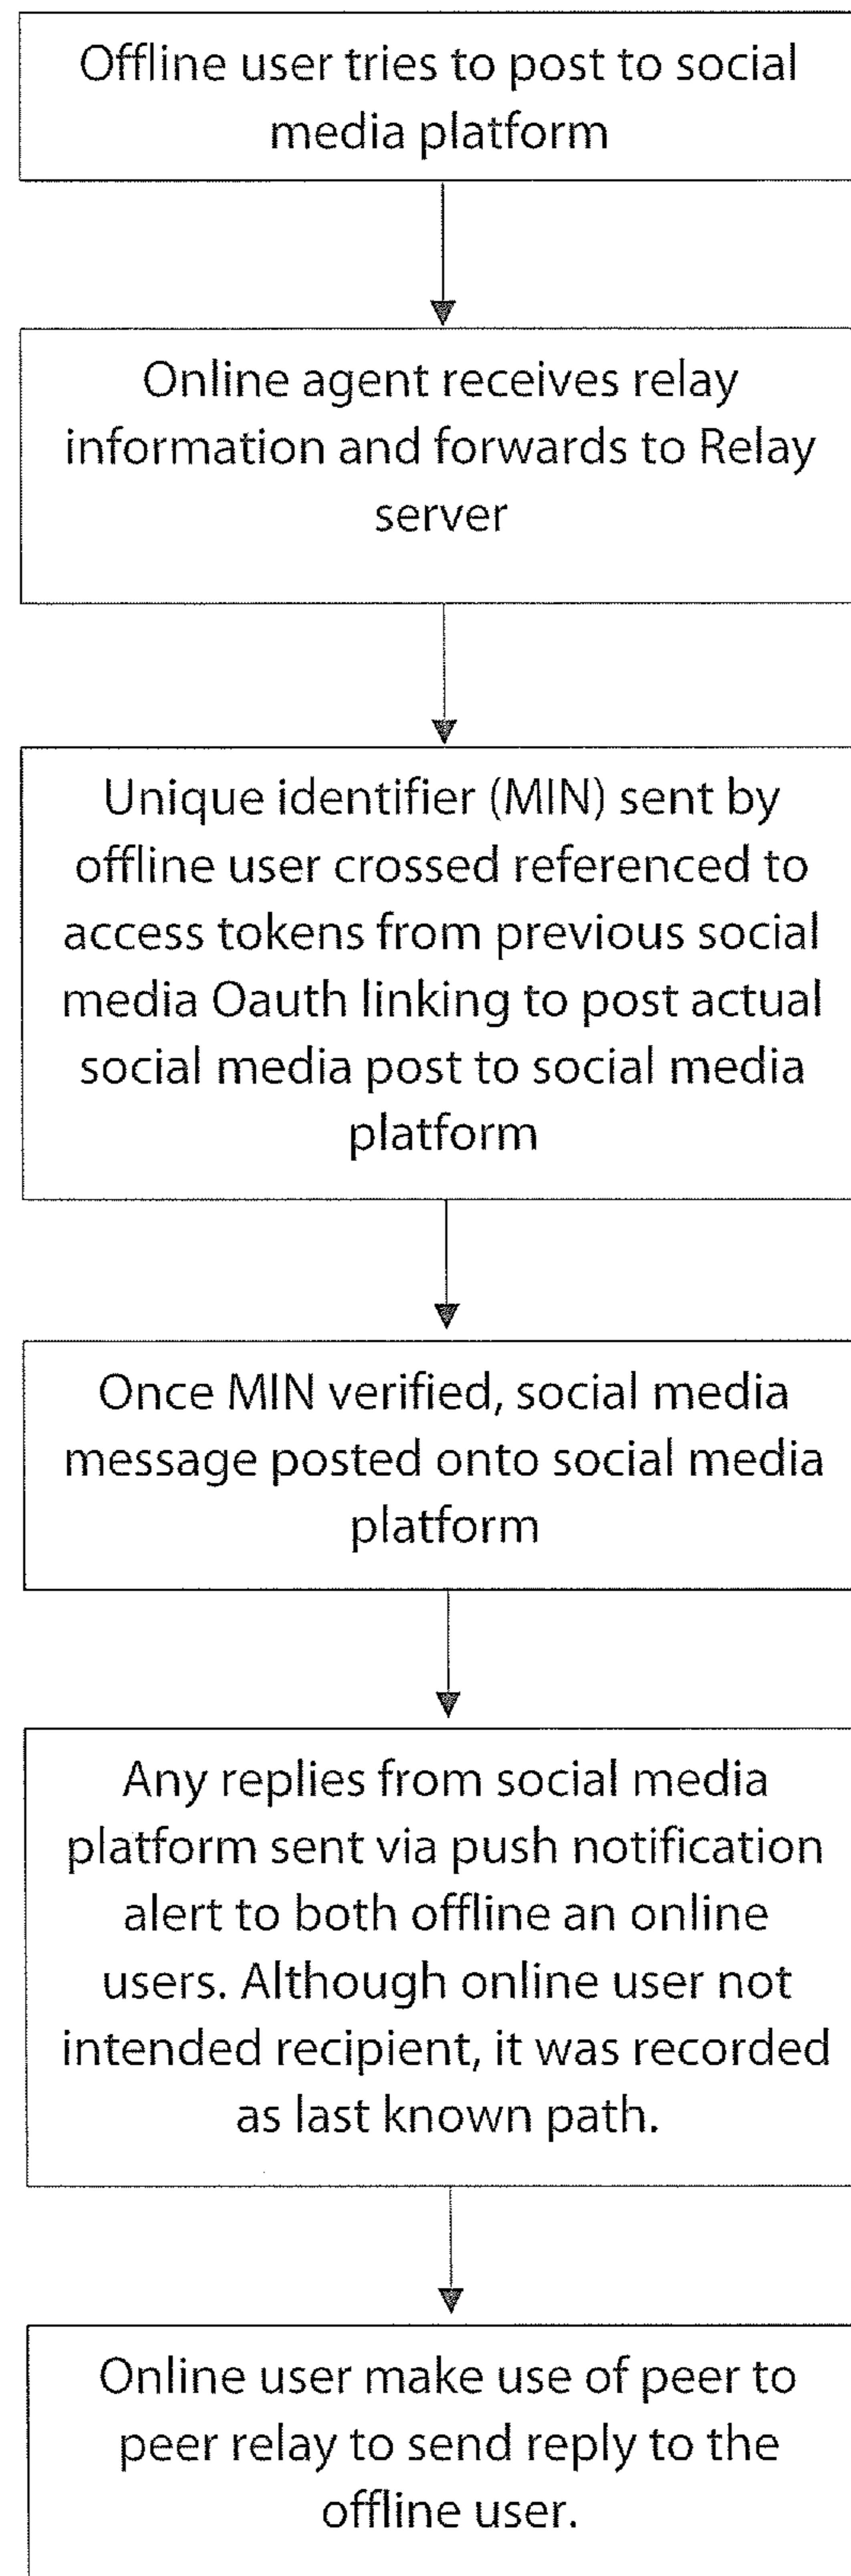 Offline user tries to post to social
media platform
Online agent receives relay
information and forwards to Relay
server
Unique identifier (MIN) sent by
offline user crossed referenced to
access tokens from previous social
media Oauth linking to post actual
social media post to social media
platform
Once MIN verified, social media
message posted onto social media
platform
Any replies from social media
platform sent via push notification
alert to both offline an online
users. Although online user not
intended recipient, it was recorded
as last known path.
Online user make use of peer to
peer relay to send reply to the
offline user.